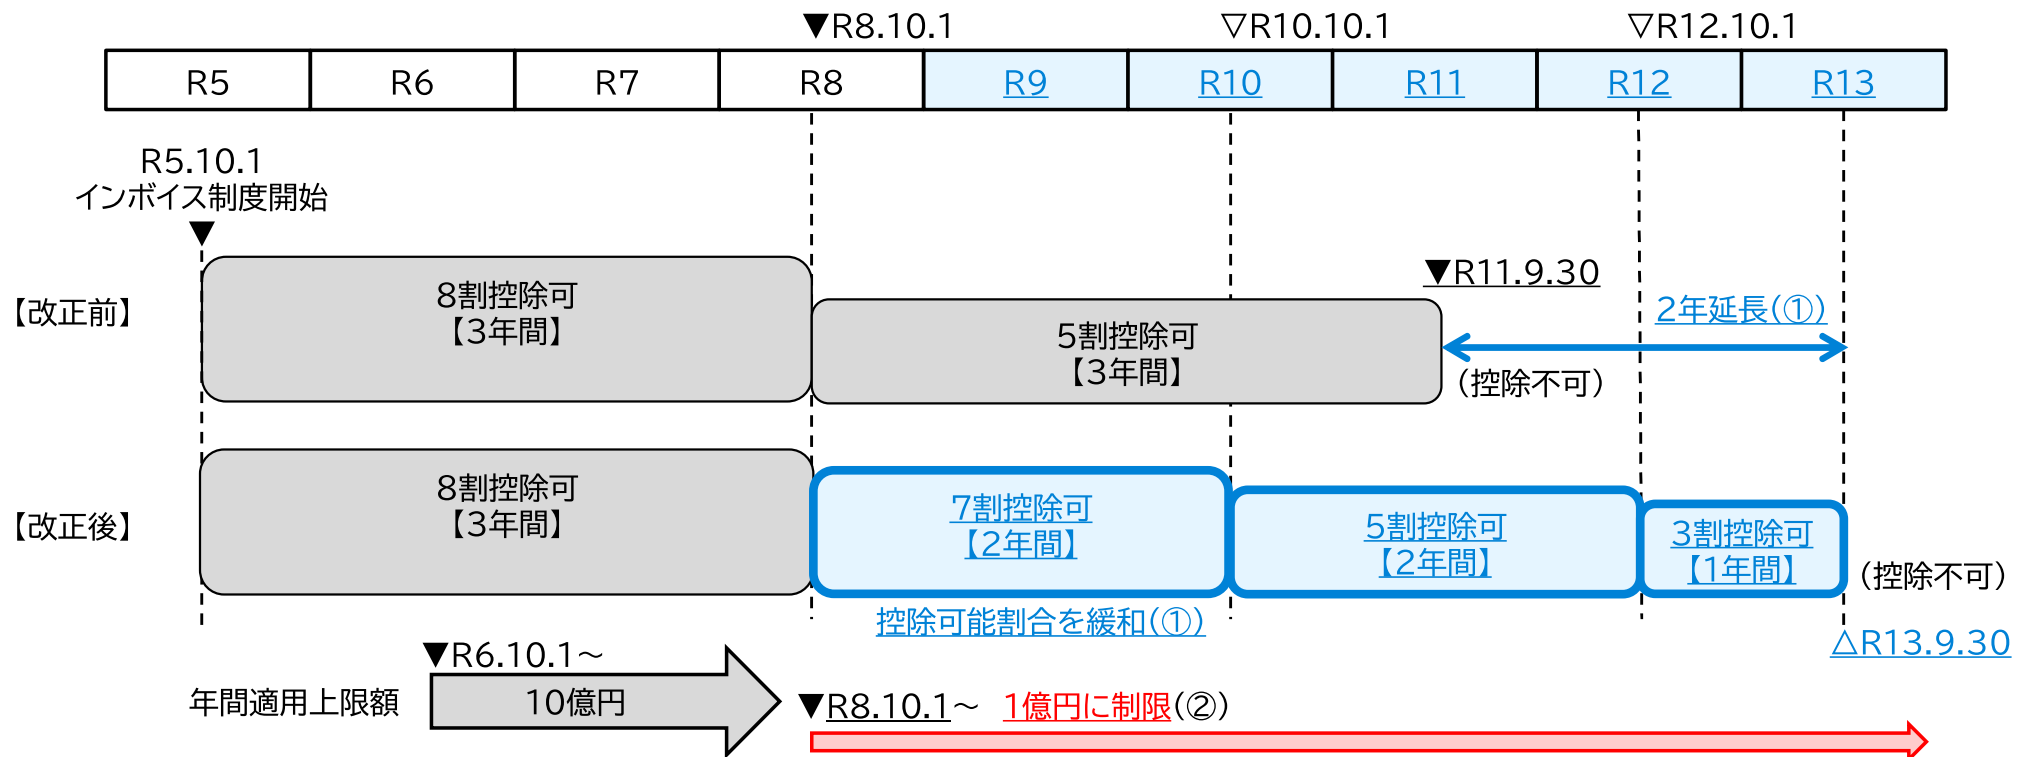 ▼R8.10.1
▽R10.10.1
▽R12.10.1
R5
R6
R7
R8
R9
R10
R11
R12
R13
R5.10.1
インボイス制度開始
▼
【改正前】
8割控除可
【3年間】
5割控除可
【3年間】
▼R11.9.30
2年延長(①)
(控除不可)
【改正後】
8割控除可
【3年間】
7割控除可
【2年間】
5割控除可
【2年間】
3割控除可
【1年間】
(控除不可)
控除可能割合を緩和(①)
△R13.9.30
▼R6.10.1～
年間適用上限額
10億円
▼R8.10.1～ 1億円に制限(②)